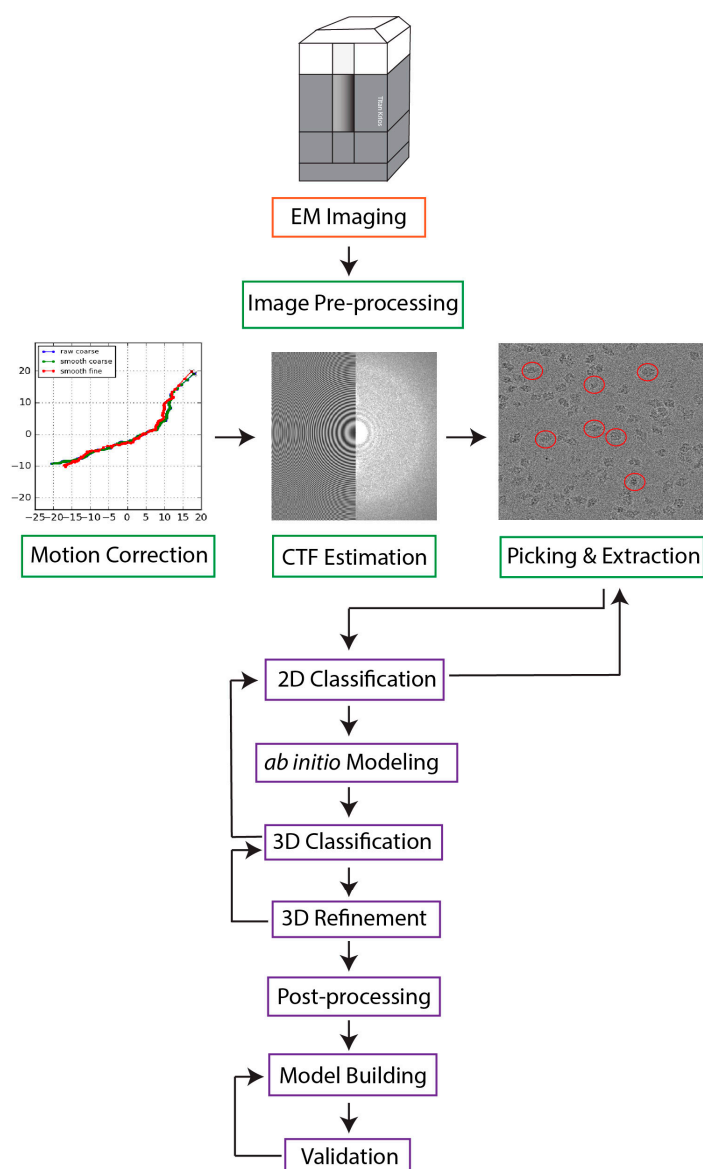 Titan Krios
EM Imaging
Image Pre-processing
raw coarse
smooth coarse
smooth fine
20
10
0
−10
−20
−25−20−15−10 −5 0 5 10 15 20
Motion Correction
CTF Estimation
Picking & Extraction
2D Classification
ab initio Modeling
3D Classification
3D Refinement
Post-processing
Model Building
Validation